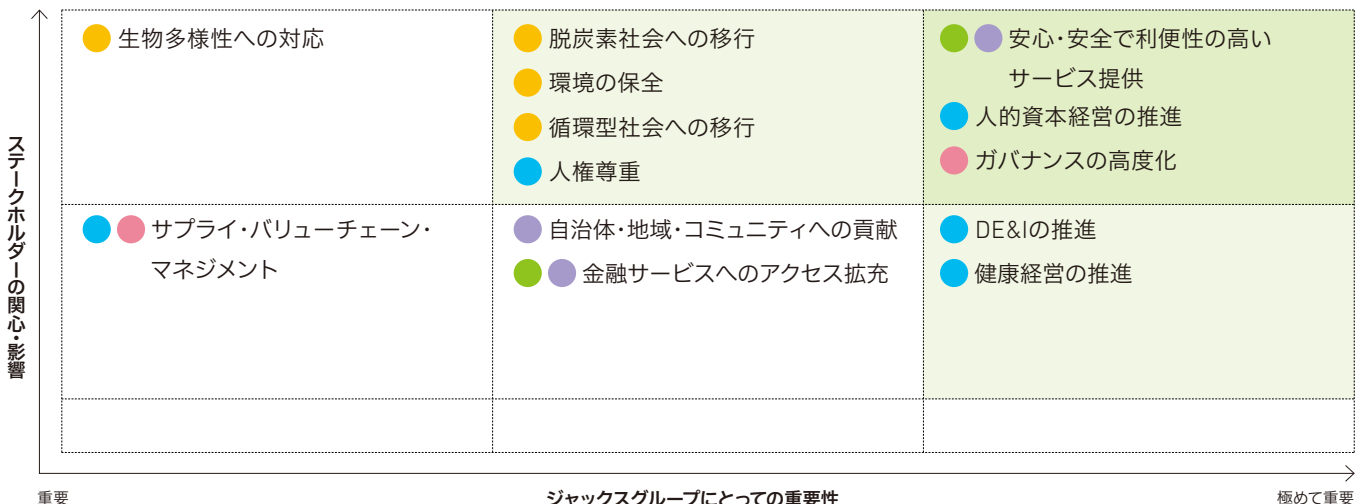 ステークホルダーの関心・影響
生物多様性への対応
脱炭素社会への移行
環境の保全
循環型社会への移行
人権尊重
安心・安全で利便性の高い
サービス提供
人的資本経営の推進
ガバナンスの高度化
サプライ・バリューチェーン・
マネジメント
自治体・地域・コミュニティへの貢献
金融サービスへのアクセス拡充
DE&Iの推進
健康経営の推進
重要
ジャックスグループにとっての重要性
極めて重要